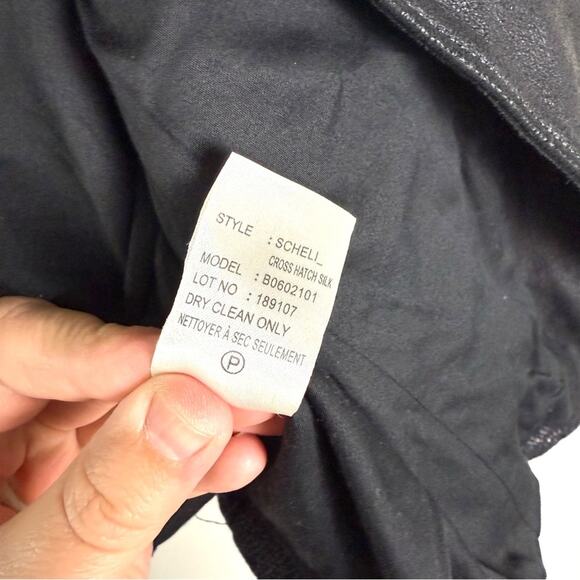 STYLE : SCHELI_
CROSS HATCH SILK
MODEL : B0602101
LOT NO : 189107
DRY CLEAN ONLY
NETTOYER À SEC SEULEMENT
P